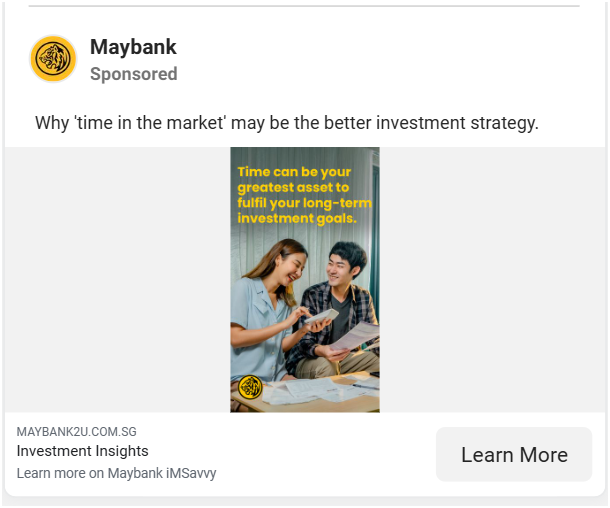 Maybank
Sponsored
Why 'time in the market' may be the better investment strategy.
Time can be your
greatest asset to
fulfil your long-term
investment goals.
MAYBANK2U.COM.SG
Investment Insights
Learn more on Maybank iMSavvy
Learn More